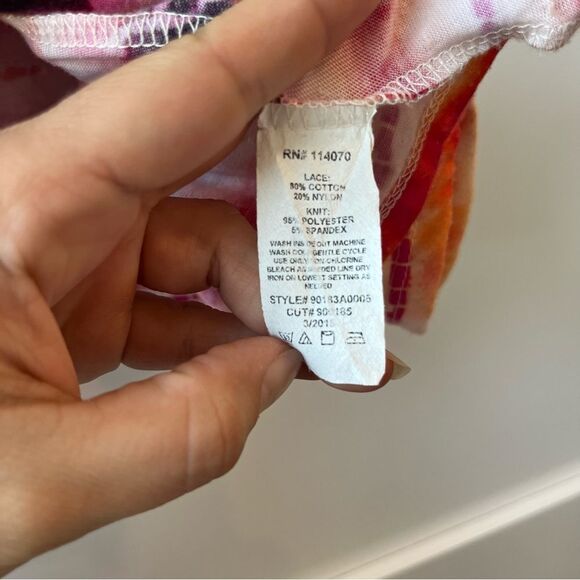 RN# 114070
LACE:
80% COTTON
20% NYLON
KNIT:
95% POLYESTER
5% SPANDEX
WASH INSIDE OUT MACHINE
WASH COLD GENTLE CYCLE
USE ONLY NON-CHLORINE
BLEACH AS NEEDED LINE DRY
IRON ON LOWEST SETTING AS
NEEDED
STYLE# 90183A0005
CUT# 90018S
3/2015